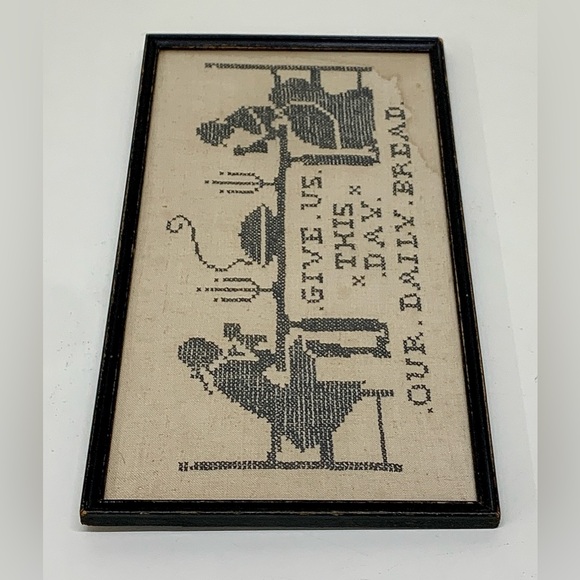 .GIVE.US.
×THIS×
×DAY.
.OUR.DAILY.BREAD.